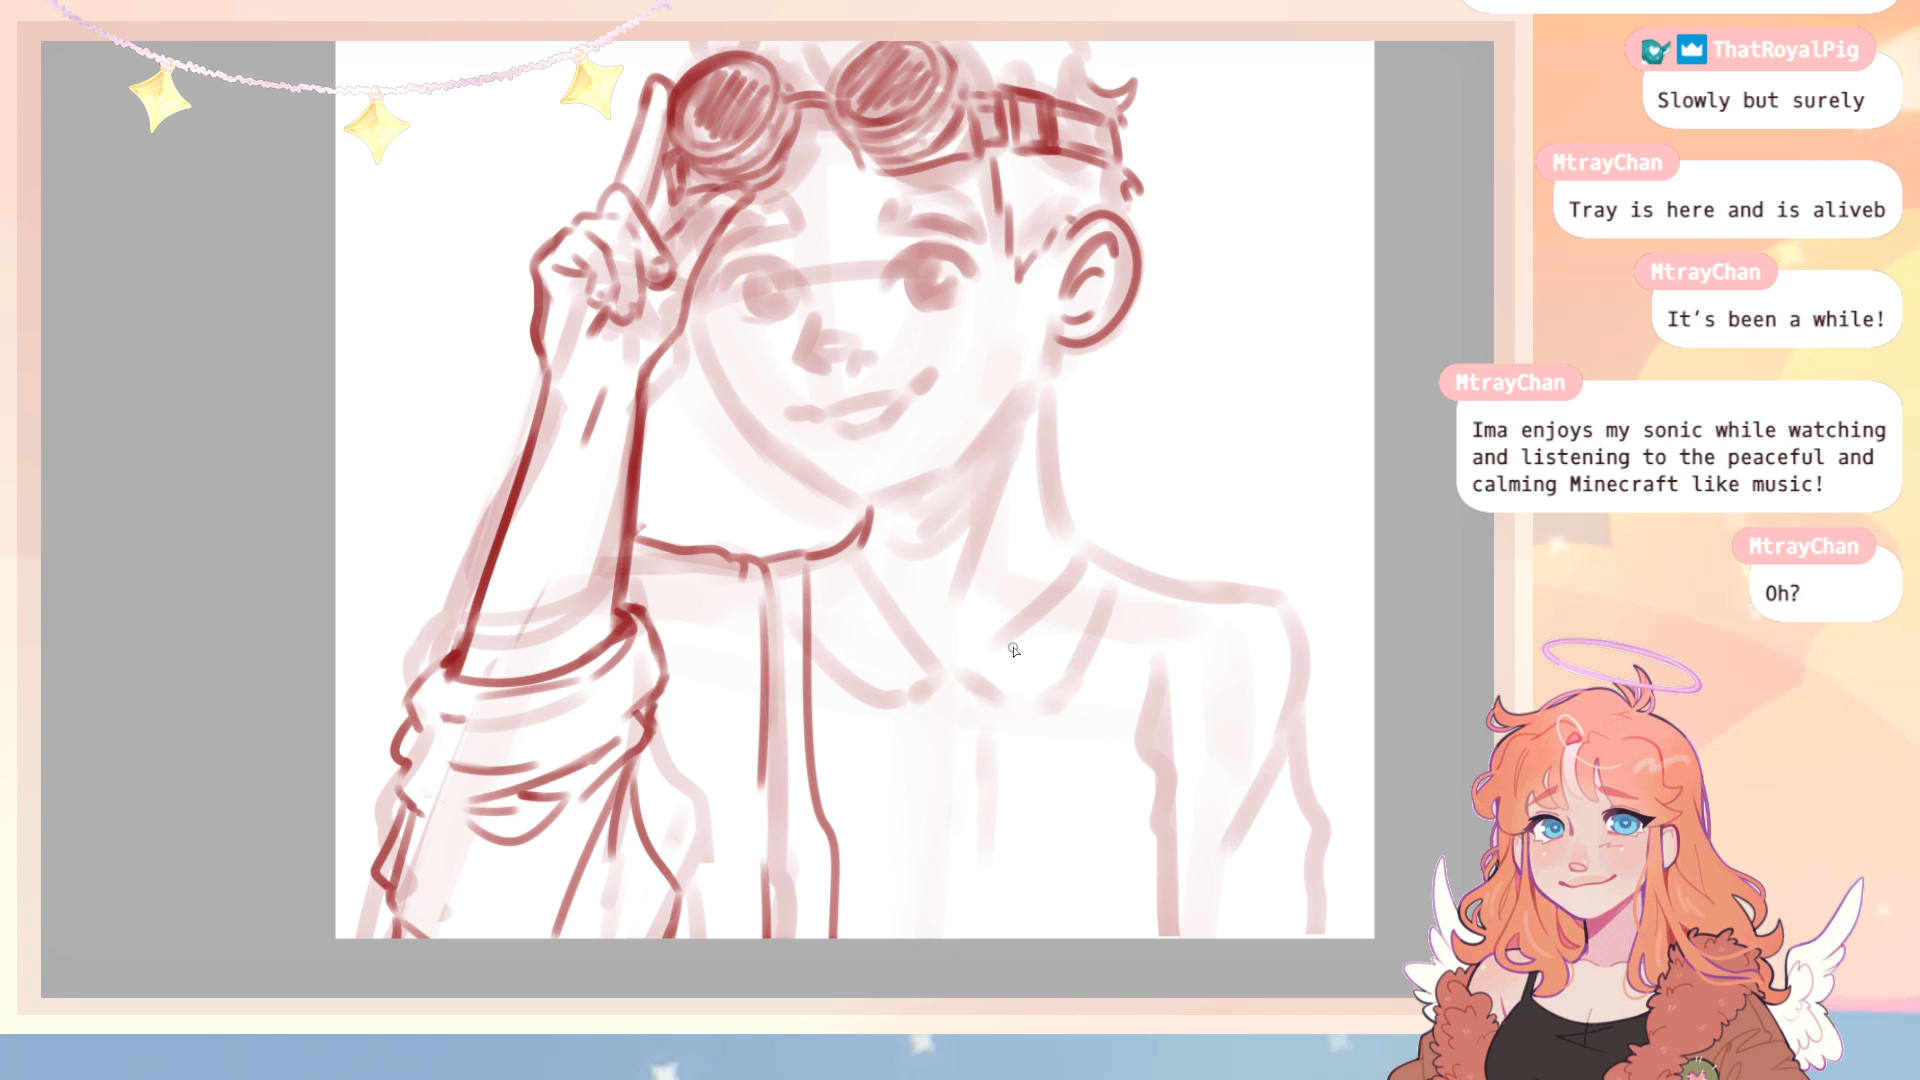 ThatRoyalPig
Slowly but surely
MtrayChan
Tray is here and is aliveb
MtrayChan
It’s been a while!
MtrayChan
Ima enjoys my sonic while watching
and listening to the peaceful and
calming Minecraft like music!
MtrayChan
Oh?